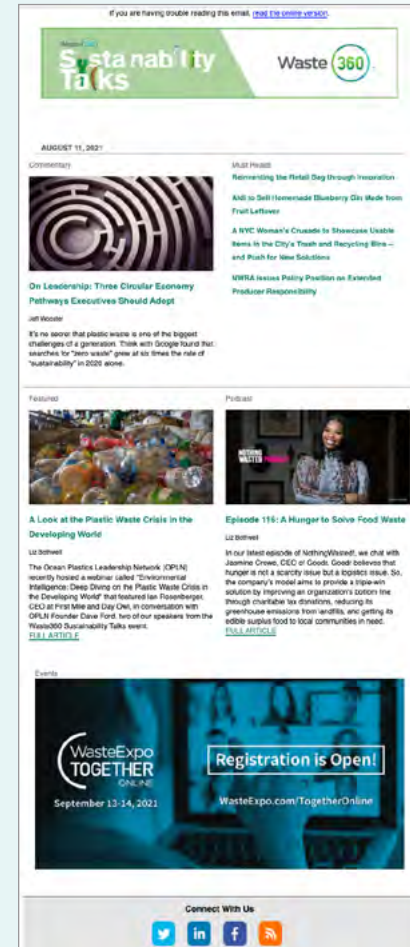 If you are having trouble reading this email, read the online version.
Waste360
Sustainability
Talks
Waste 360
AUGUST 11, 2021
Commentary
On Leadership: Three Circular Economy
Pathways Executives Should Adopt
Jeff Wooster
It's no secret that plastic waste is one of the biggest
challenges of a generation. Think with Google found that
searches for "zero waste" grew at six times the rate of
"sustainability" in 2020 alone.
Must Reads
Reinventing the Retail Bag through Innovation
Aldi to Sell Homemade Blueberry Gin Made from
Fruit Leftover
A NYC Woman's Crusade to Showcase Usable
Items in the City's Trash and Recycling Bins –
and Push for New Solutions
NWRA Issues Policy Position on Extended
Producer Responsibility
Featured
A Look at the Plastic Waste Crisis in the
Developing World
Liz Bothwell
The Ocean Plastics Leadership Network (OPLN)
recently hosted a webinar called "Environmental
Intelligence: Deep Diving on the Plastic Waste Crisis in
the Developing World" that featured Ian Rosenberger,
CEO at First Mile and Day Owl, in conversation with
OPLN Founder Dave Ford, two of our speakers from the
Waste360 Sustainability Talks event.
FULL ARTICLE
Podcast
NOTHING
WASTED PODCAST
Episode 116: A Hunger to Solve Food Waste
Liz Bothwell
In our latest episode of NothingWasted!, we chat with
Jasmine Crowe, CEO of Goodr. Goodr believes that
hunger is not a scarcity issue but a logistics issue. So,
the company's model aims to provide a triple-win
solution by improving an organization's bottom line
through charitable tax donations, reducing its
greenhouse emissions from landfills, and getting its
edible surplus food to local communities in need.
FULL ARTICLE
Events
WasteExpo
TOGETHER
ONLINE
September 13-14, 2021
Registration is Open!
WasteExpo.com/TogetherOnline
Connect With Us